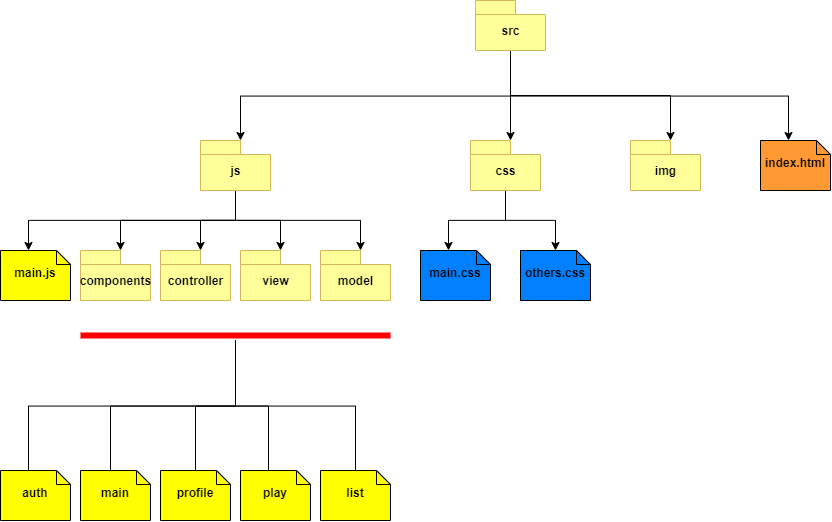 src
js
css
img
index.html
main.js
components
controller
view
model
main.css
others.css
auth
main
profile
play
list